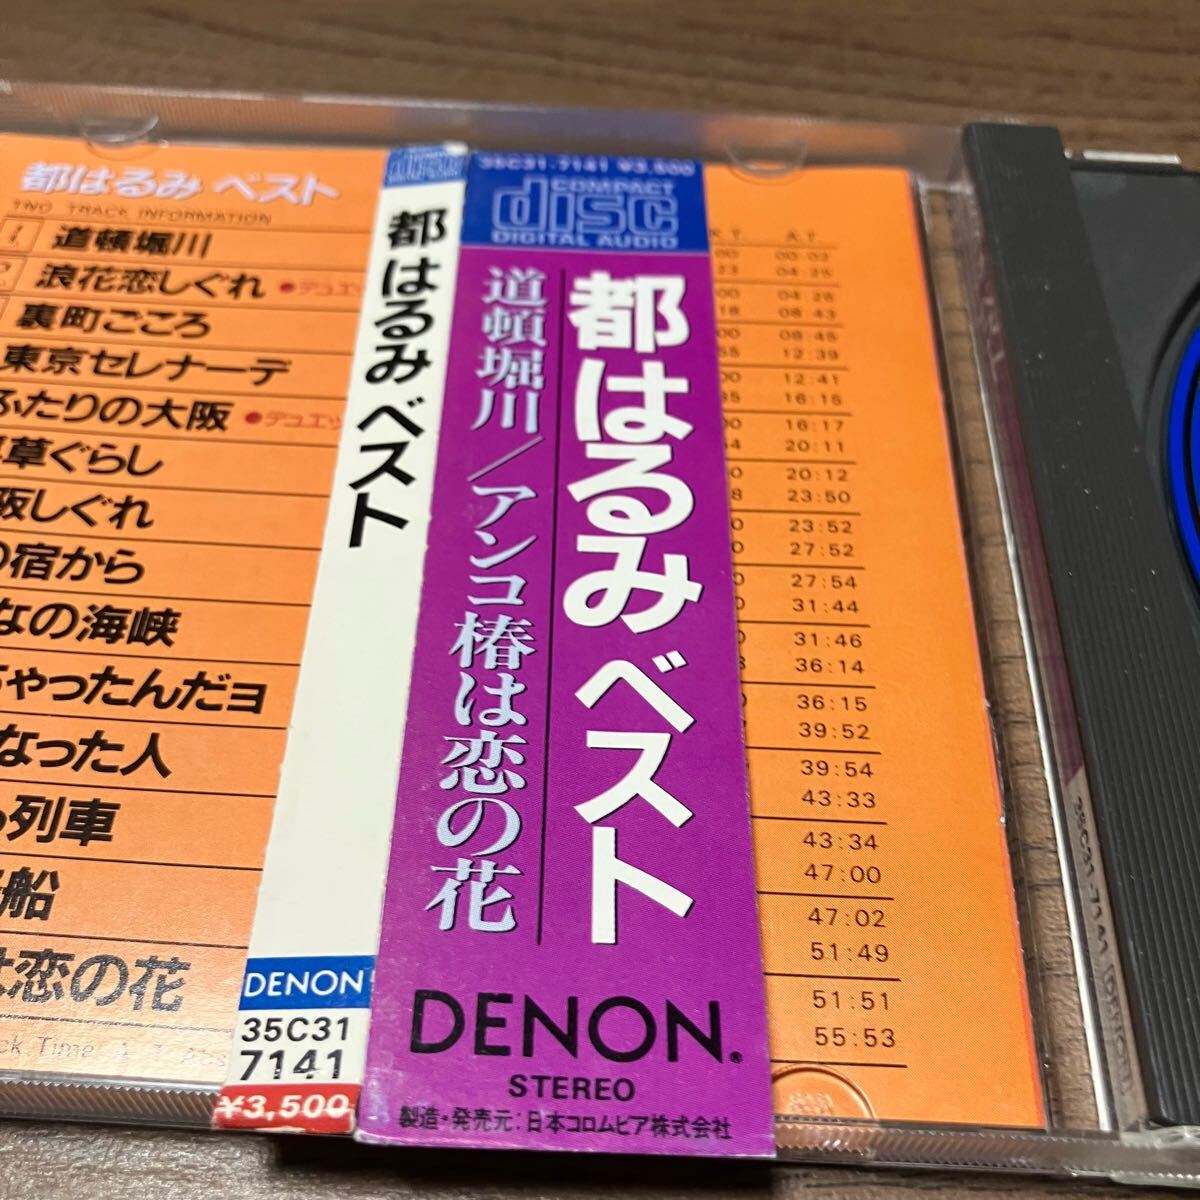 都はるみ ベスト
TNO TRACK INFORMATION
1 道頓堀川
浪花恋しぐれ ●デュエッ
裏町ごころ
東京セレナーデ
ふたりの大阪 ●デュエッ
草ぐらし
阪しぐれ
宿から
なの海峡
ちゃったんだヨ
なった人
列車
船
は恋の花
都はるみ ベスト
DENON
35C31
7141
¥3,500
35C31-7141 ¥3,500
COMPACT
disc
DIGITAL AUDIO
都はるみ ベスト
道頓堀川/アンコ椿は恋の花
DENON®
STEREO
製造・発売元:日本コロムビア株式会社
A.T.
00:02
04:25
04:26
08:43
08:45
12:39
12:41
16:15
16:17
20:11
20:12
23:50
23:52
27:52
27:54
31:44
31:46
36:14
36:15
39:52
39:54
43:33
43:34
47:00
47:02
51:49
51:51
55:53